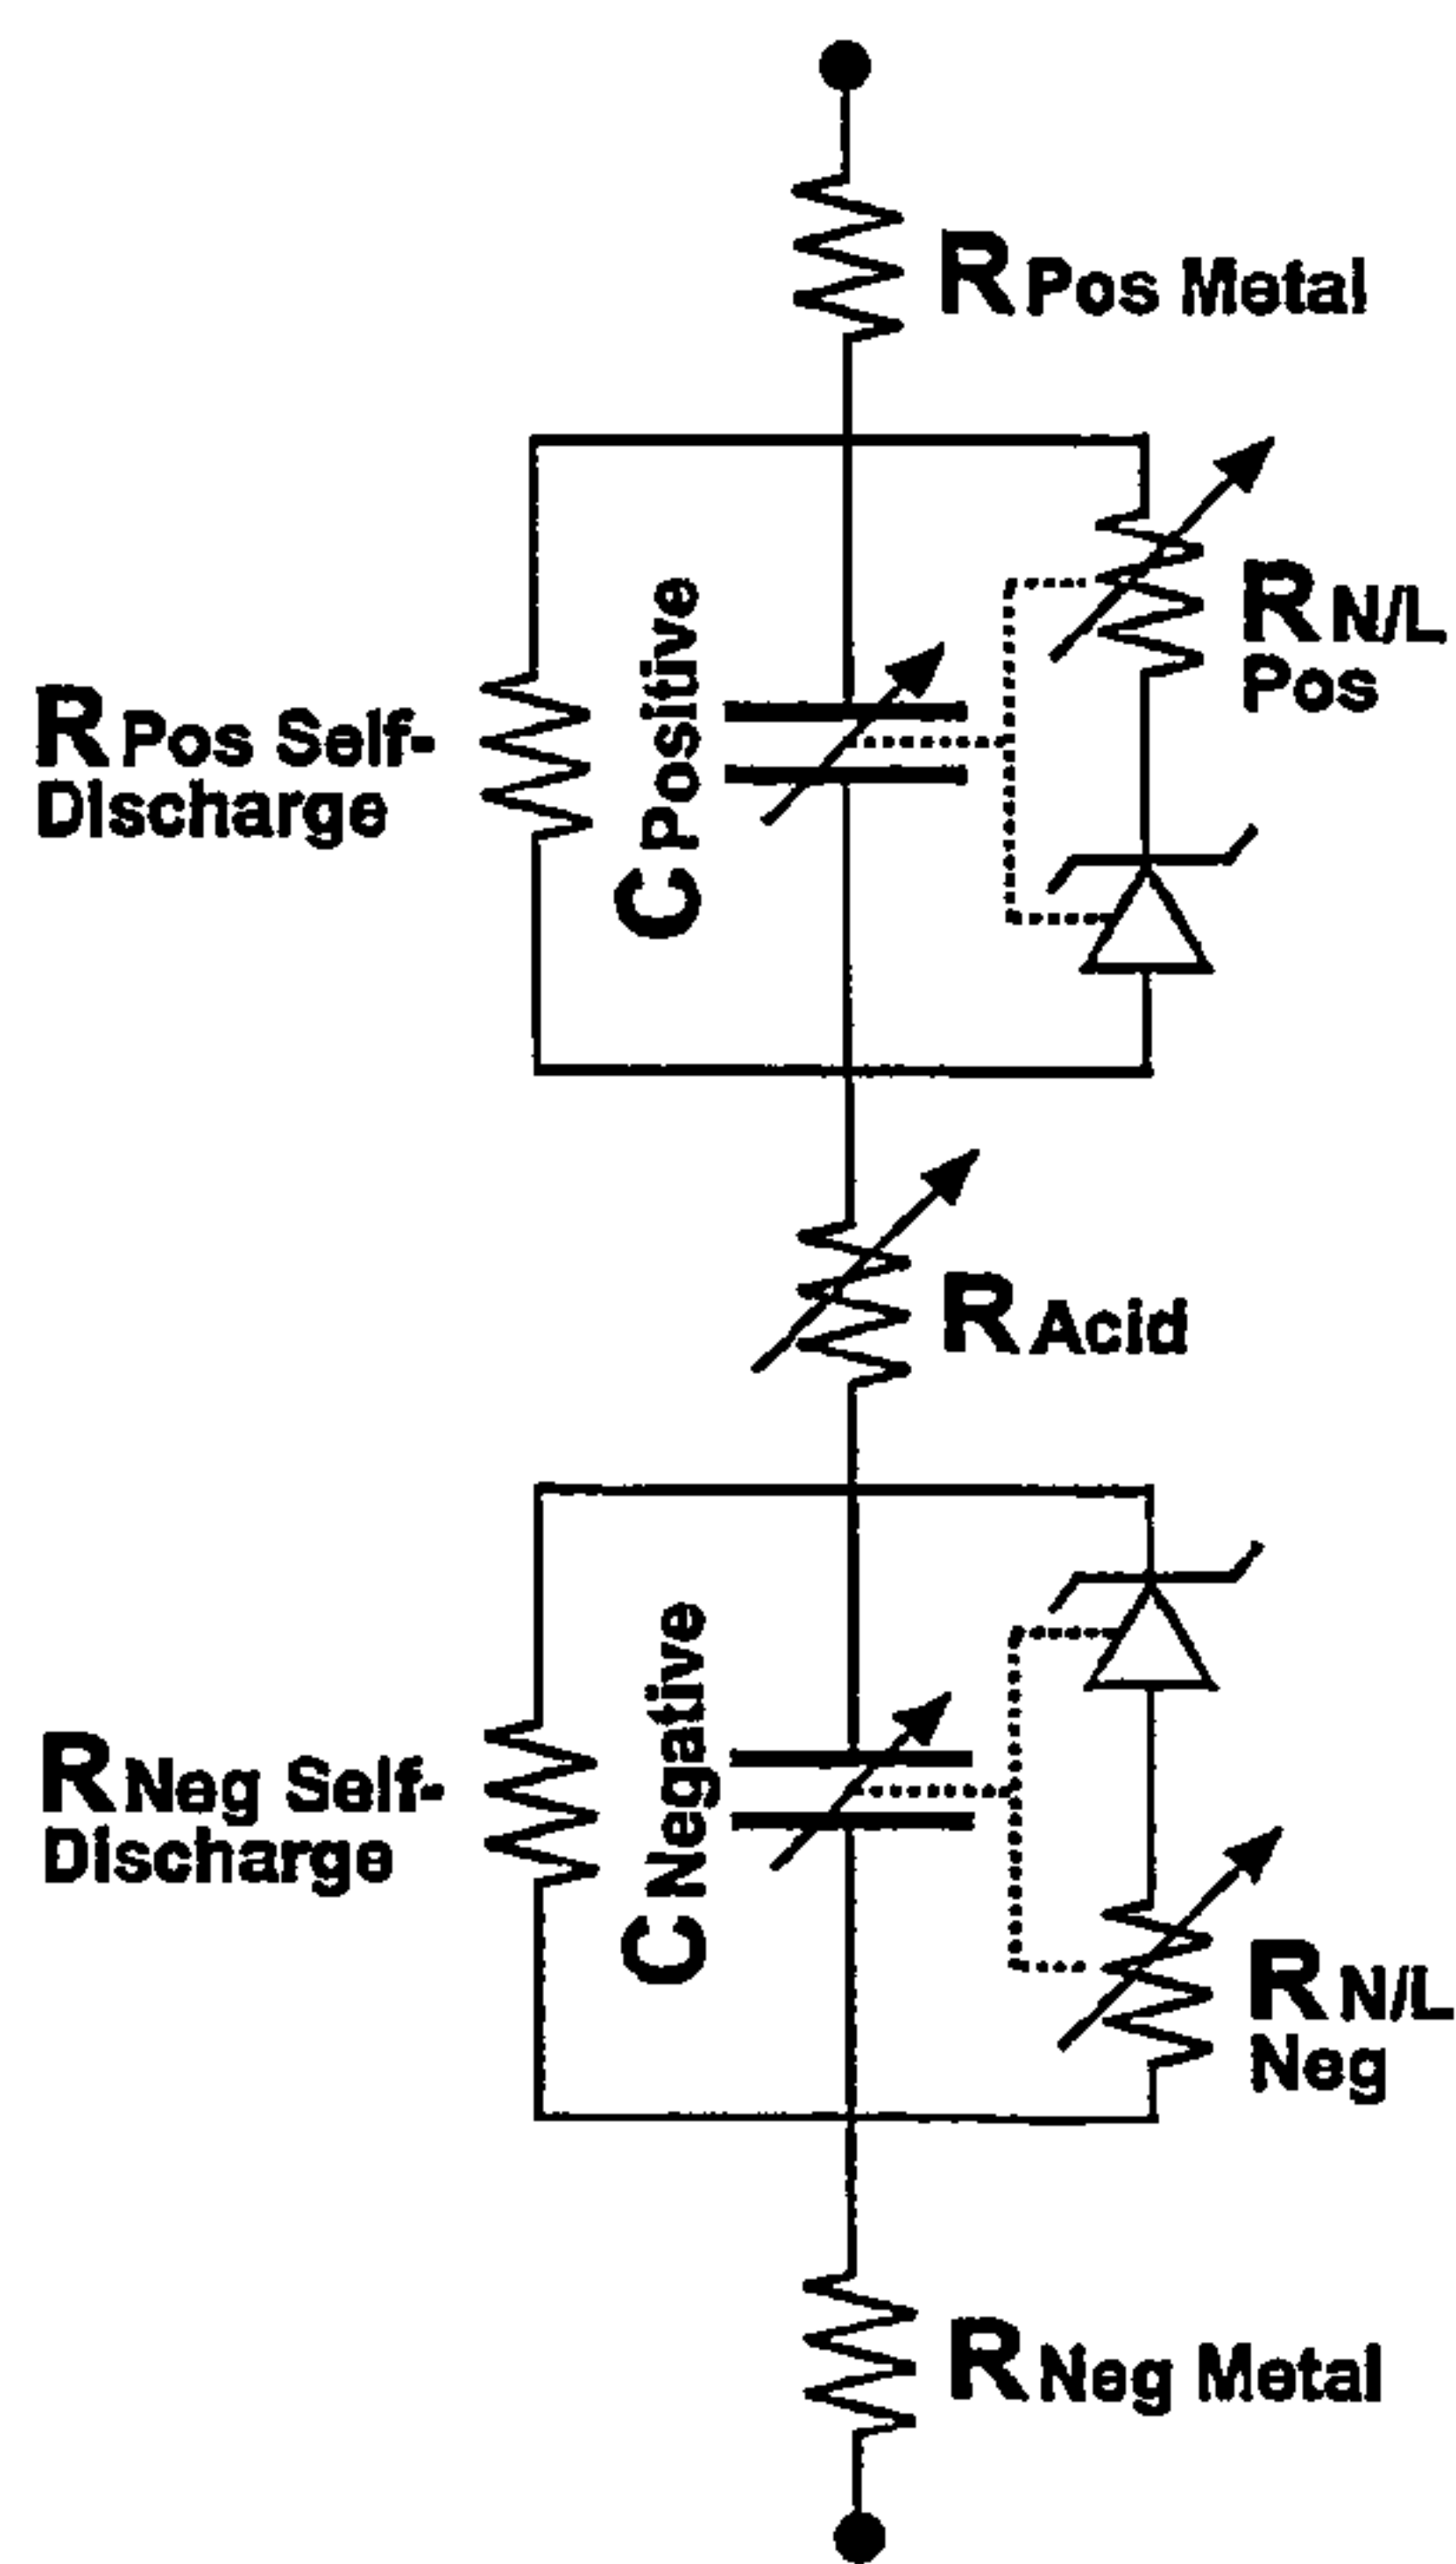 R Pos Metal
R N/L
Pos
C Positive
R Pos Self-
Discharge
R Acid
R Neg Self-
Discharge
C Negative
R N/L
Neg
R Neg Metal